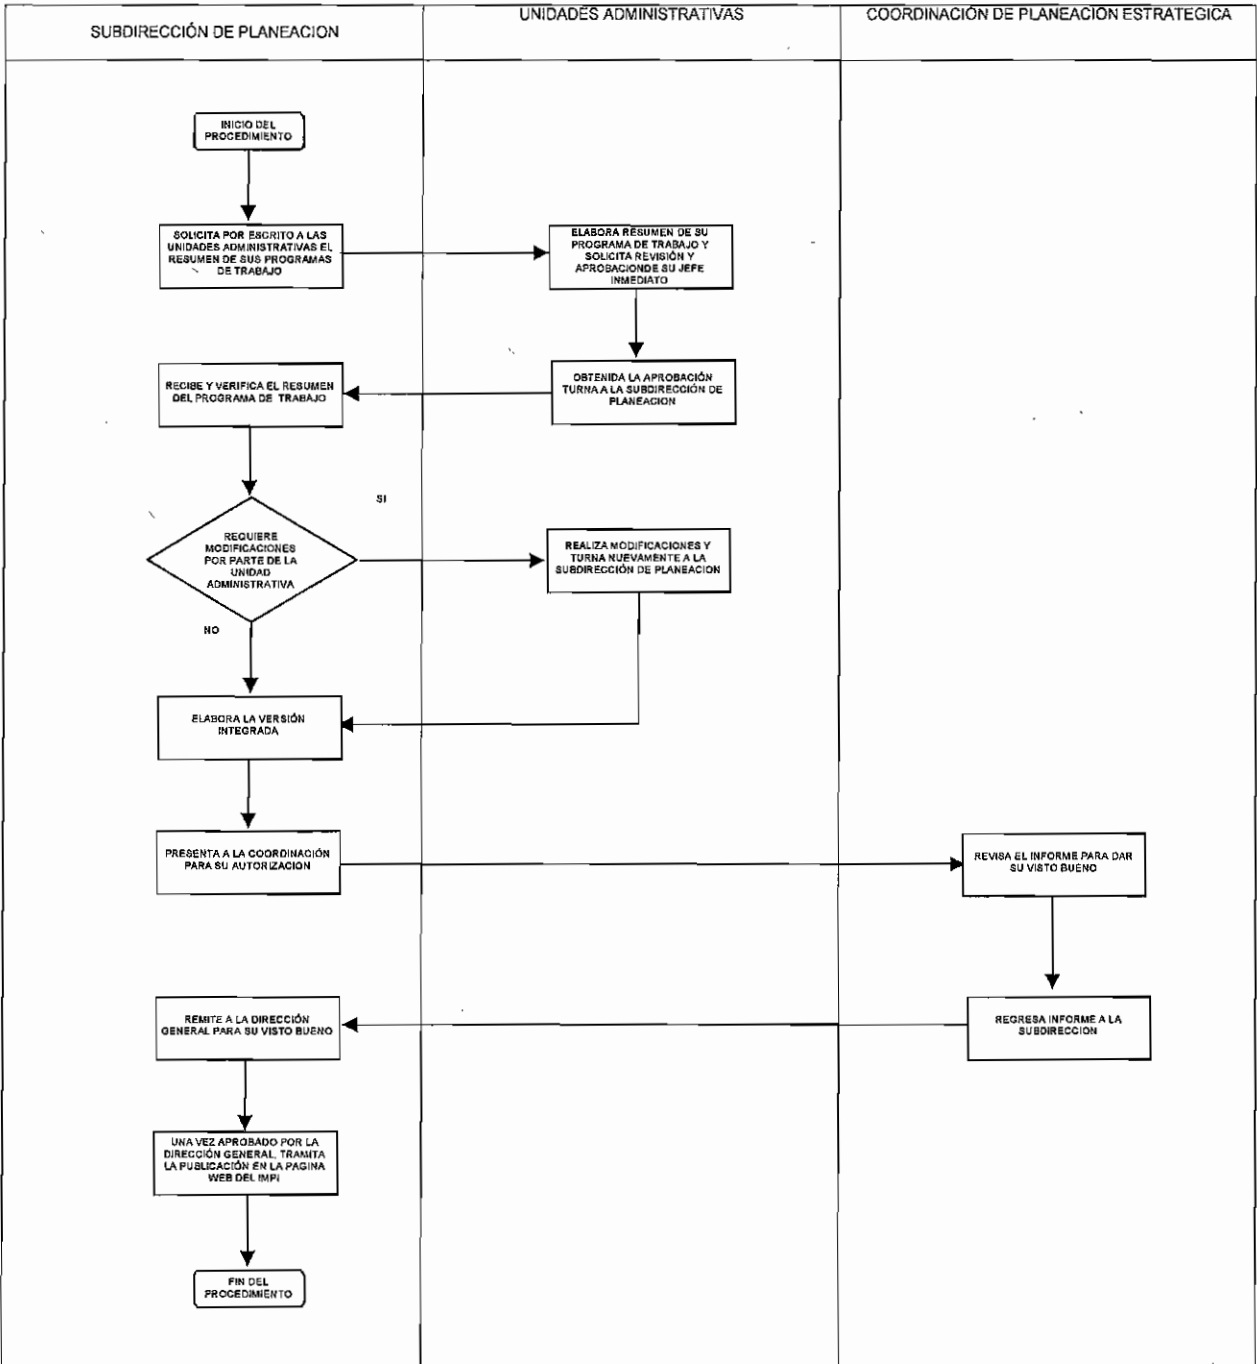 SUBDIRECCIÓN DE PLANEACION
UNIDADES ADMINISTRATIVAS
COORDINACIÓN DE PLANEACION ESTRATEGICA
INICIO DEL
PROCEDIMIENTO
SOLICITA POR ESCRITO A LAS
UNIDADES ADMINISTRATIVAS EL
RESUMEN DE SUS PROGRAMAS
DE TRABAJO
ELABORA RESUMEN DE SU
PROGRAMA DE TRABAJO Y
SOLICITA REVISIÓN Y
APROBACIONDE SU JEFE
INMEDIATO
RECIBE Y VERIFICA EL RESUMEN
DEL PROGRAMA DE TRABAJO
OBTENIDA LA APROBACIÓN
TURNA A LA SUBDIRECCIÓN DE
PLANEACION
SI
REQUIERE
MODIFICACIONES
POR PARTE DE LA
UNIDAD
ADMINISTRATIVA
REALIZA MODIFICACIONES Y
TURNA NUEVAMENTE A LA
SUBDIRECCIÓN DE PLANEACION
NO
ELABORA LA VERSIÓN
INTEGRADA
PRESENTA A LA COORDINACIÓN
PARA SU AUTORIZACION
REVISA EL INFORME PARA DAR
SU VISTO BUENO
REMITE A LA DIRECCIÓN
GENERAL PARA SU VISTO BUENO
REGRESA INFORME A LA
SUBDIRECCION
UNA VEZ APROBADO POR LA
DIRECCIÓN GENERAL, TRAMITA
LA PUBLICACIÓN EN LA PAGINA
WEB DEL IMPI
FIN DEL
PROCEDIMIENTO